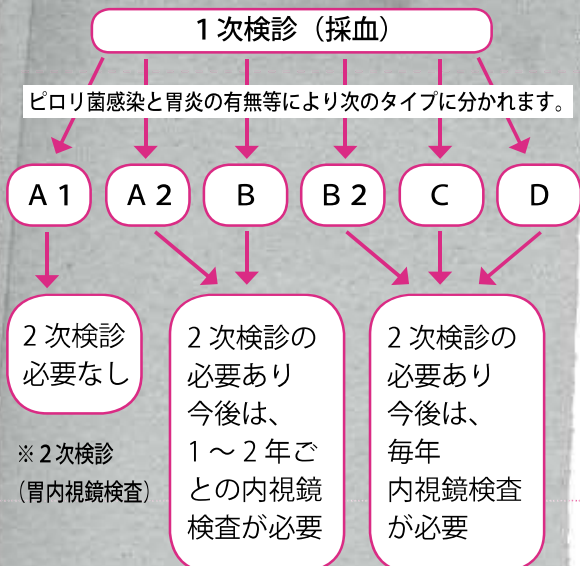 1次検診（採血）
ピロリ菌感染と胃炎の有無等により次のタイプに分かれます。
A 1
A 2
B
B 2
C
D
2次検診
必要なし
※2次検診
（胃内視鏡検査）
2次検診の
必要あり
今後は、
1～2年ご
との内視鏡
検査が必要
2次検診の
必要あり
今後は、
毎年
内視鏡検査
が必要